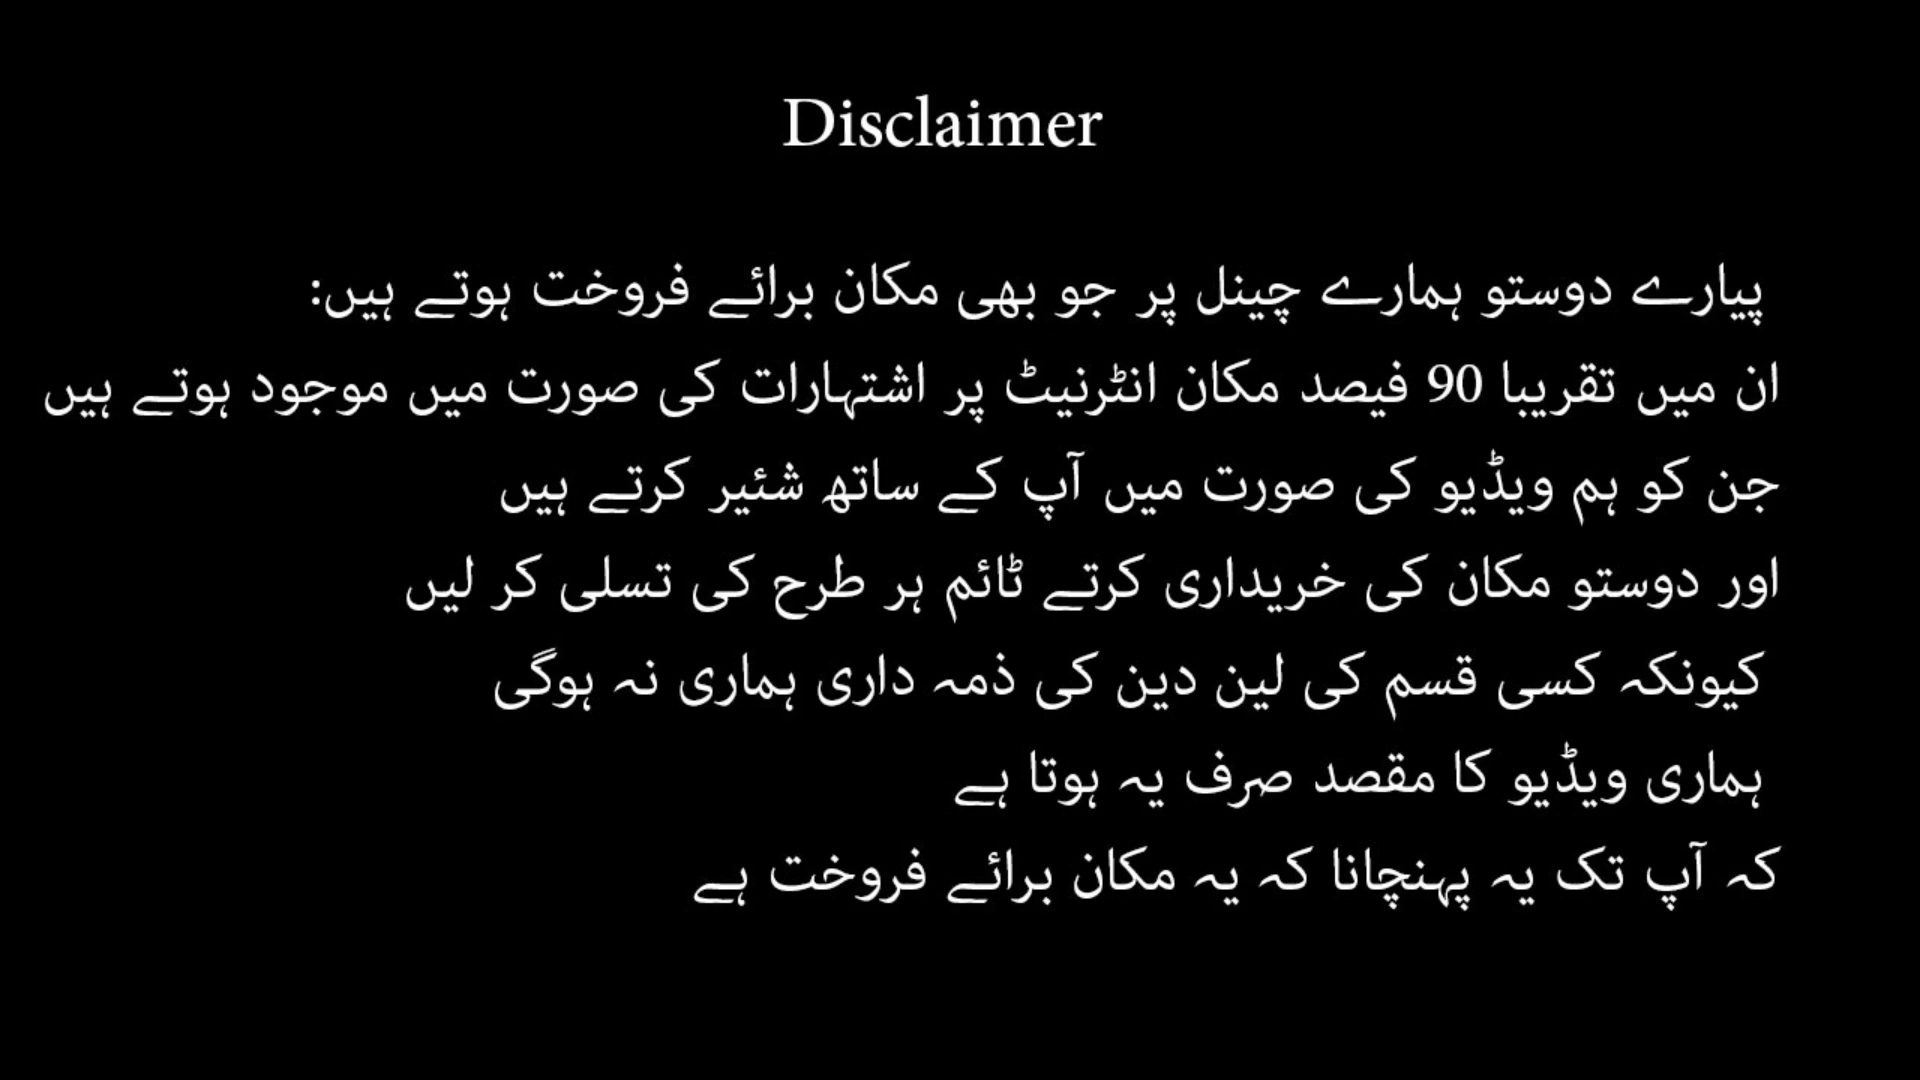 Disclaimer
پیارے دوستو ہمارے چینل پر جو بھی مکان برائے فروخت ہوتے ہیں:
ان میں تقریبا 90 فیصد مکان انٹرنیٹ پر اشتہارات کی صورت میں موجود ہوتے ہیں
جن کو ہم ویڈیو کی صورت میں آپ کے ساتھ شئیر کرتے ہیں
اور دوستو مکان کی خریداری کرتے ٹائم ہر طرح کی تسلی کر لیں
کیونکہ کسی قسم کی لین دین کی ذمہ داری ہماری نہ ہوگی
ہماری ویڈیو کا مقصد صرف یہ ہوتا ہے
کہ آپ تک یہ پہنچانا کہ یہ مکان برائے فروخت ہے